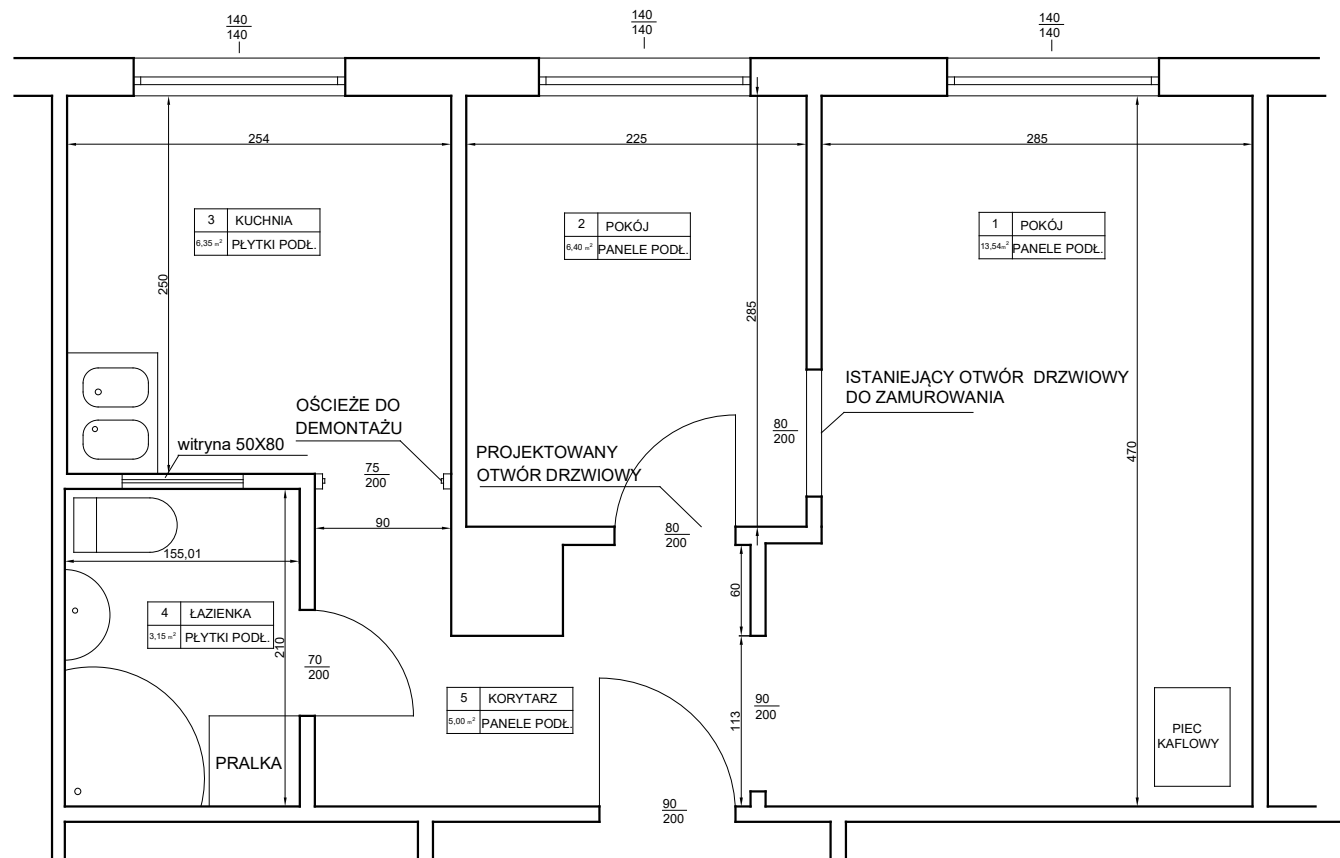 140
140
140
140
140
140
254
225
285
3 KUCHNIA
6,35 m² PŁYTKI PODŁ.
2 POKÓJ
6,40 m² PANELE PODŁ.
1 POKÓJ
13,54m² PANELE PODŁ.
250
285
470
ISTANIEJĄCY OTWÓR DRZWIOWY
DO ZAMUROWANIA
OŚCIEŻE DO
DEMONTAŻU
witryna 50X80
75
200
PROJEKTOWANY
OTWÓR DRZWIOWY
80
200
90
80
200
155,01
60
4 ŁAZIENKA
3,15 m² PŁYTKI PODŁ.
210
70
200
5 KORYTARZ
5,00 m² PANELE PODŁ.
113
90
200
PIEC
KAFLOWY
PRALKA
90
200